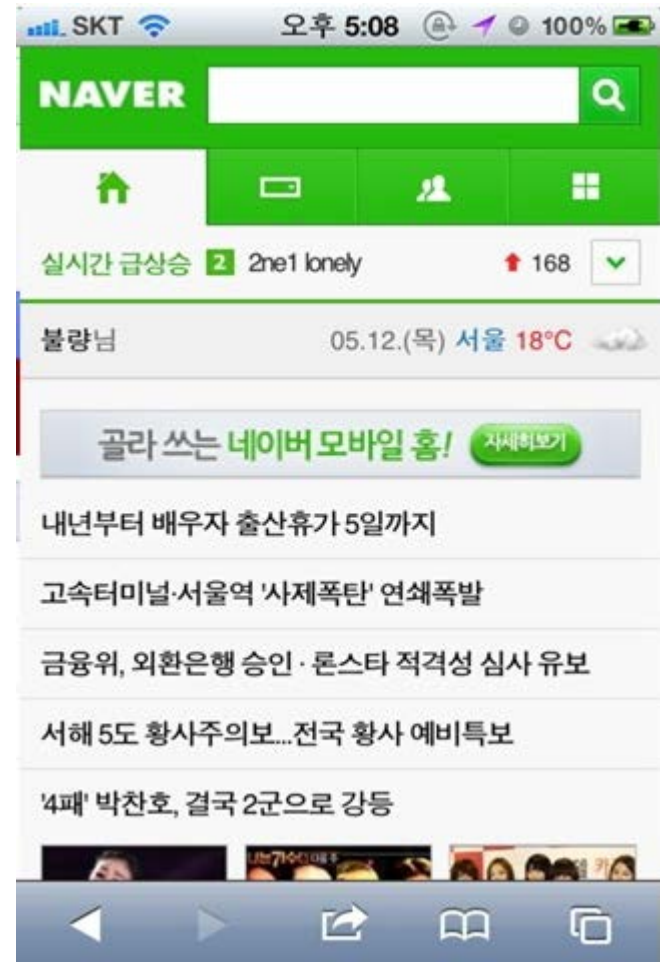 SKT 오후 5:08 100%
NAVER
실시간 급상승 2 2ne1 lonely 168
불량님 05.12.(목) 서울 18°C
골라 쓰는 네이버 모바일 홈! 자세히보기
내년부터 배우자 출산휴가 5일까지
고속터미널·서울역 '사제폭탄' 연쇄폭발
금융위, 외환은행 승인·론스타 적격성 심사 유보
서해 5도 황사주의보...전국 황사 예비특보
'4패' 박찬호, 결국 2군으로 강등
나는가수다